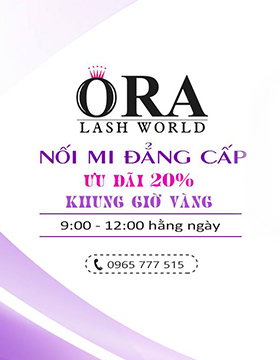 ORA
LASH WORLD
NỐI MI ĐẲNG CẤP
ƯU DÃI 20%
KHUNG GIỜ VÀNG
9:00 - 12:00 hằng ngày
0965 777 515